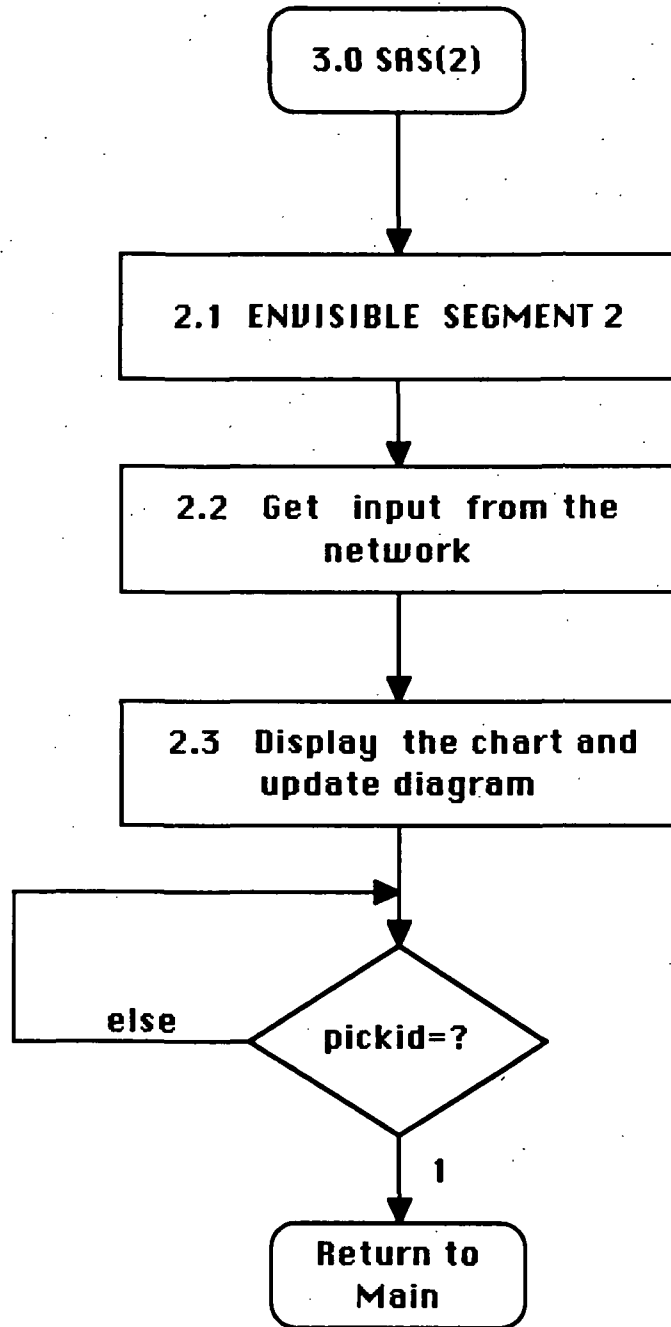 3.0 SAS(2)
2.1 ENVISIBLE SEGMENT 2
2.2 Get input from the
network
2.3 Display the chart and
update diagram
else
pickid=?
1
Return to
Main